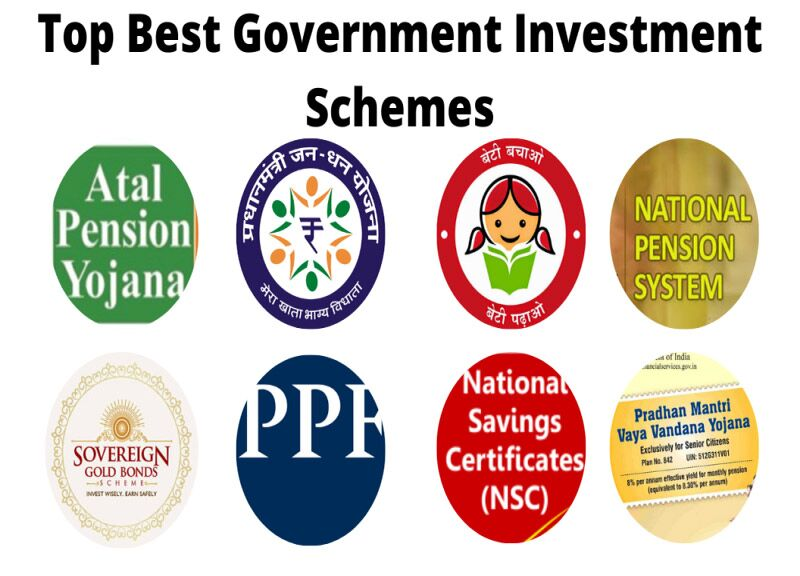 Top Best Government Investment
Schemes
Atal
Pension
Yojana
प्रधानमंत्री जन-धन योजना
मेरा खाता भाग्य विधाता
बेटी बचाओ
बेटी पढ़ाओ
NATIONAL
PENSION
SYSTEM
SOVEREIGN
GOLD BONDS
SCHEME
INVEST WISELY. EARN SAFELY
PPF
National
Savings
Certificates
(NSC)
of India
ncialservices.gov.in
Pradhan Mantri
Vaya Vandana Yojana
Exclusively for Senior Citizens
Plan No. 842 UIN: 512G311V01
8% per annum effective yield for monthly pension
(equivalent to 8.30% per annum)